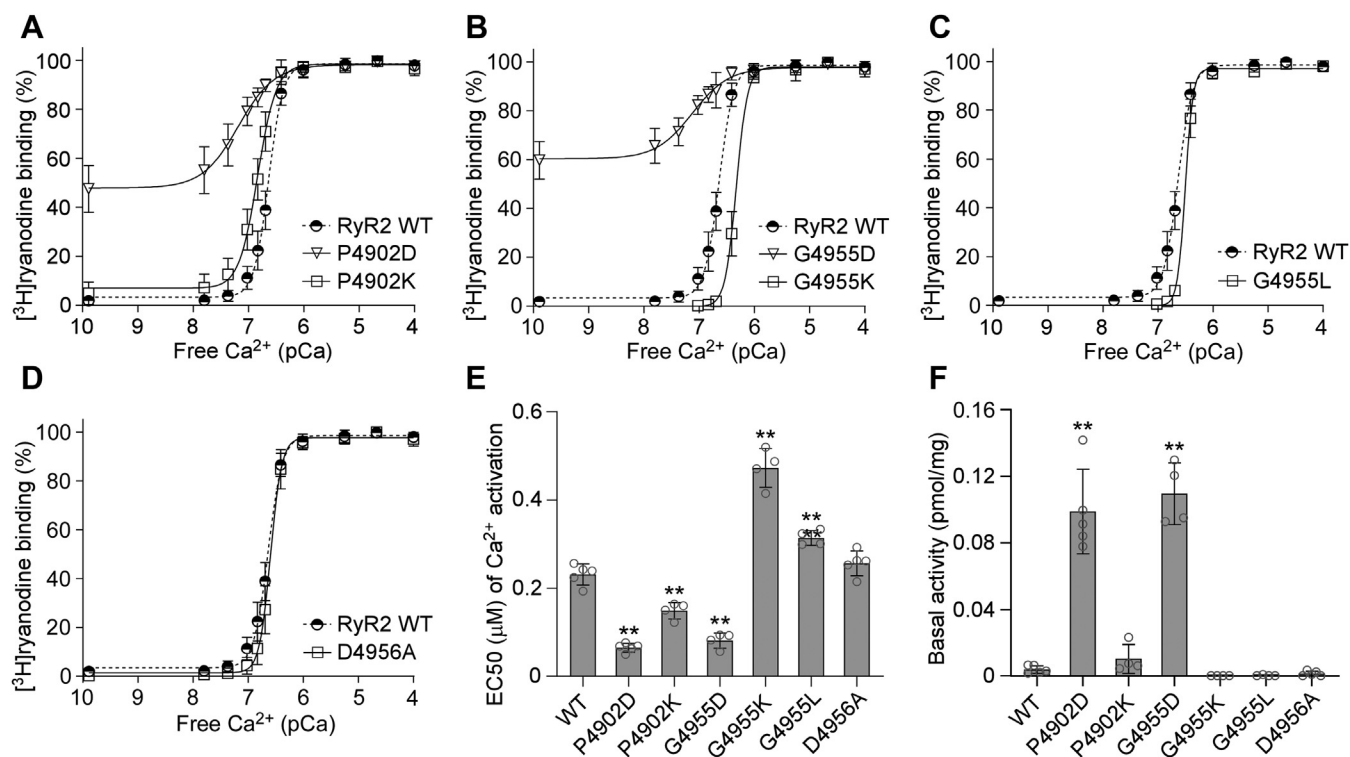 A
[³H]ryanodine binding (%)
100
80
60
40
20
0
RyR2 WT
P4902D
P4902K
10 9 8 7 6 5 4
Free Ca²⁺ (pCa)
B
[³H]ryanodine binding (%)
100
80
60
40
20
0
RyR2 WT
G4955D
G4955K
10 9 8 7 6 5 4
Free Ca²⁺ (pCa)
C
[³H]ryanodine binding (%)
100
80
60
40
20
0
RyR2 WT
G4955L
10 9 8 7 6 5 4
Free Ca²⁺ (pCa)
D
[³H]ryanodine binding (%)
100
80
60
40
20
0
RyR2 WT
D4956A
10 9 8 7 6 5 4
Free Ca²⁺ (pCa)
E
EC50 (μM) of Ca²⁺ activation
0.6
0.4
0.2
0
** ** ** ** ** **
WT P4902D P4902K G4955D G4955K G4955L D4956A
F
Basal activity (pmol/mg)
0.16
0.12
0.08
0.04
0
** **
WT P4902D P4902K G4955D G4955K G4955L D4956A